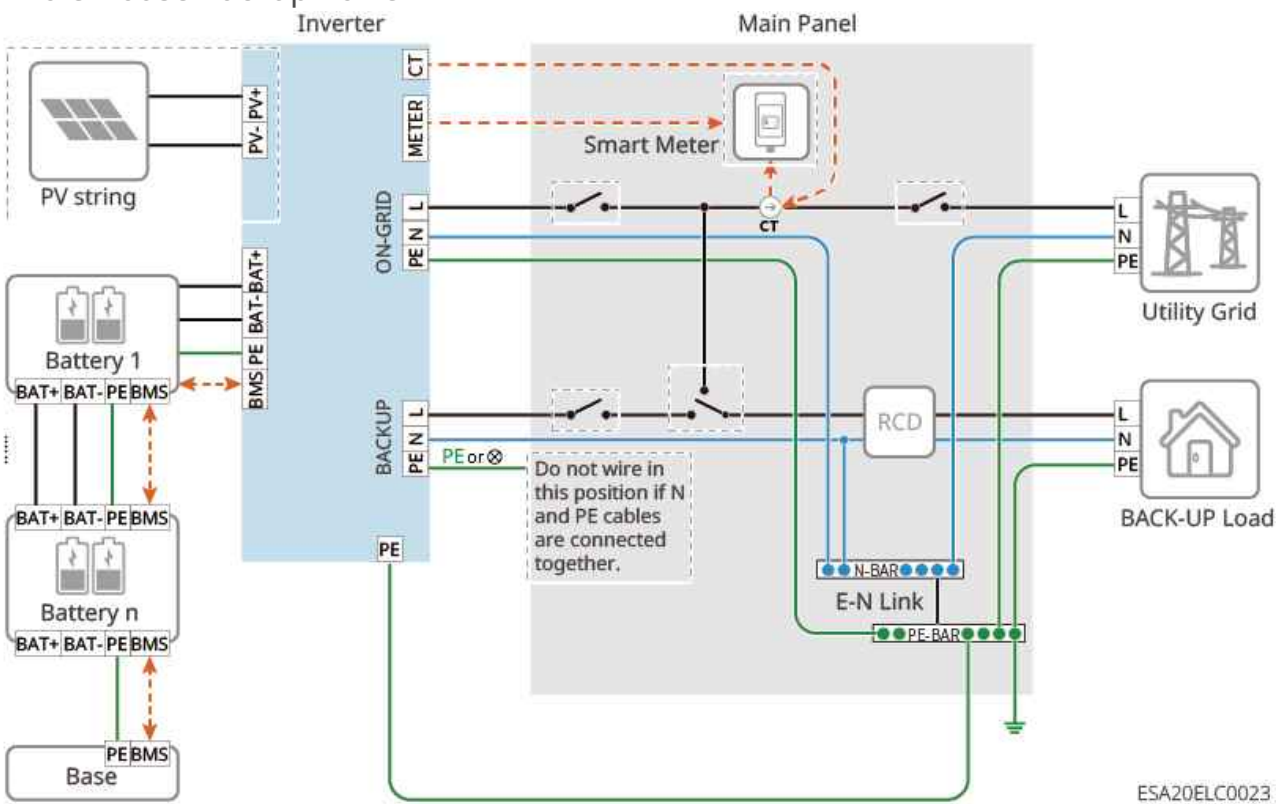 Inverter
Main Panel
PV string
PV+
PV-
CT
METER
Smart Meter
CT
ON-GRID
L
N
PE
L
N
PE
Utility Grid
BAT+
BAT-
PE
BMS
Battery 1
BAT+ BAT- PE BMS
BACKUP
L
N
PE
PE or ⊗
Do not wire in
this position if N
and PE cables
are connected
together.
RCD
L
N
PE
BACK-UP Load
BAT+ BAT- PE BMS
Battery n
BAT+ BAT- PE BMS
PE
N-BAR
E-N Link
PE-BAR
PE BMS
Base
ESA20ELC0023